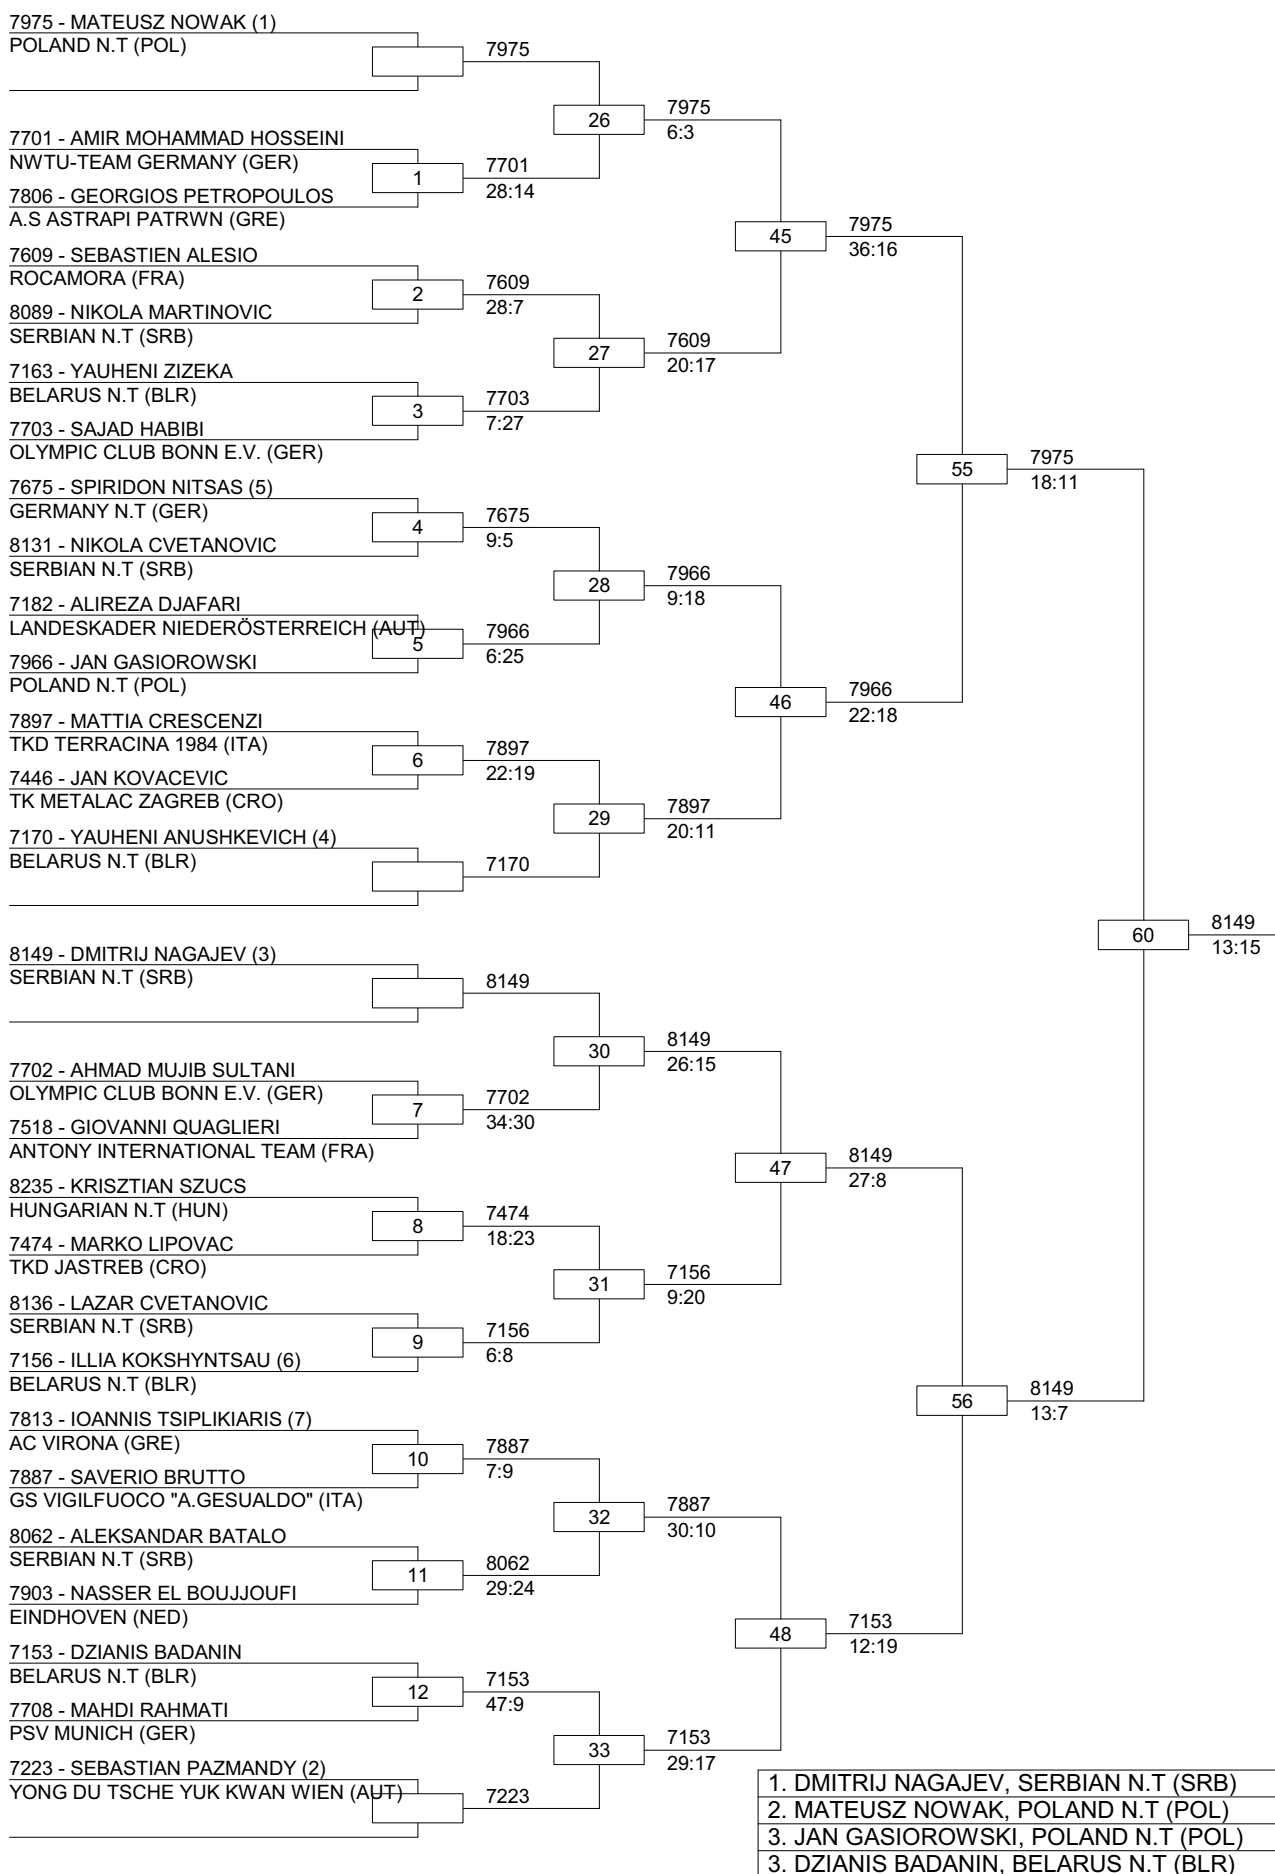 7975 - MATEUSZ NOWAK (1)
POLAND N.T (POL)
7975
26
7975
6:3
7701 - AMIR MOHAMMAD HOSSEINI
NWTU-TEAM GERMANY (GER)
1
7701
28:14
7806 - GEORGIOS PETROPOULOS
A.S ASTRAPI PATRWN (GRE)
45
7975
36:16
7609 - SEBASTIEN ALESIO
ROCAMORA (FRA)
2
7609
28:7
8089 - NIKOLA MARTINOVIC
SERBIAN N.T (SRB)
27
7609
20:17
7163 - YAUHENI ZIZEKA
BELARUS N.T (BLR)
3
7703
7:27
7703 - SAJAD HABIBI
OLYMPIC CLUB BONN E.V. (GER)
55
7975
18:11
7675 - SPIRIDON NITSAS (5)
GERMANY N.T (GER)
4
7675
9:5
8131 - NIKOLA CVETANOVIC
SERBIAN N.T (SRB)
28
7966
9:18
7182 - ALIREZA DJAFARI
LANDESKADER NIEDERÖSTERREICH (AUT)
5
7966
6:25
7966 - JAN GASIOROWSKI
POLAND N.T (POL)
46
7966
22:18
7897 - MATTIA CRESCENZI
TKD TERRACINA 1984 (ITA)
6
7897
22:19
7446 - JAN KOVACEVIC
TK METALAC ZAGREB (CRO)
29
7897
20:11
7170 - YAUHENI ANUSHKEVICH (4)
BELARUS N.T (BLR)
7170
60
8149
13:15
8149 - DMITRIJ NAGAJEV (3)
SERBIAN N.T (SRB)
8149
30
8149
26:15
7702 - AHMAD MUJIB SULTANI
OLYMPIC CLUB BONN E.V. (GER)
7
7702
34:30
7518 - GIOVANNI QUAGLIERI
ANTONY INTERNATIONAL TEAM (FRA)
47
8149
27:8
8235 - KRISZTIAN SZUCS
HUNGARIAN N.T (HUN)
8
7474
18:23
7474 - MARKO LIPOVAC
TKD JASTREB (CRO)
31
7156
9:20
8136 - LAZAR CVETANOVIC
SERBIAN N.T (SRB)
9
7156
6:8
7156 - ILLIA KOKSHYNTSAU (6)
BELARUS N.T (BLR)
56
8149
13:7
7813 - IOANNIS TSIPLIKIARIS (7)
AC VIRONA (GRE)
10
7887
7:9
7887 - SAVERIO BRUTTO
GS VIGILFUOCO "A.GESUALDO" (ITA)
32
7887
30:10
8062 - ALEKSANDAR BATALO
SERBIAN N.T (SRB)
11
8062
29:24
7903 - NASSER EL BOUJJOUFI
EINDHOVEN (NED)
48
7153
12:19
7153 - DZIANIS BADANIN
BELARUS N.T (BLR)
12
7153
47:9
7708 - MAHDI RAHMATI
PSV MUNICH (GER)
33
7153
29:17
7223 - SEBASTIAN PAZMANDY (2)
YONG DU TSCHE YUK KWAN WIEN (AUT)
7223
1. DMITRIJ NAGAJEV, SERBIAN N.T (SRB)
2. MATEUSZ NOWAK, POLAND N.T (POL)
3. JAN GASIOROWSKI, POLAND N.T (POL)
3. DZIANIS BADANIN, BELARUS N.T (BLR)